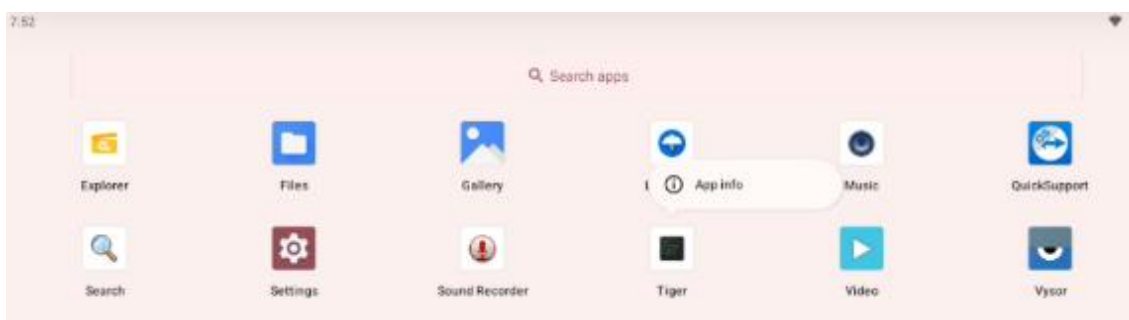 7:52
Search apps
Explorer
Files
Gallery
App info
Music
QuickSupport
Search
Settings
Sound Recorder
Tiger
Video
Vysor